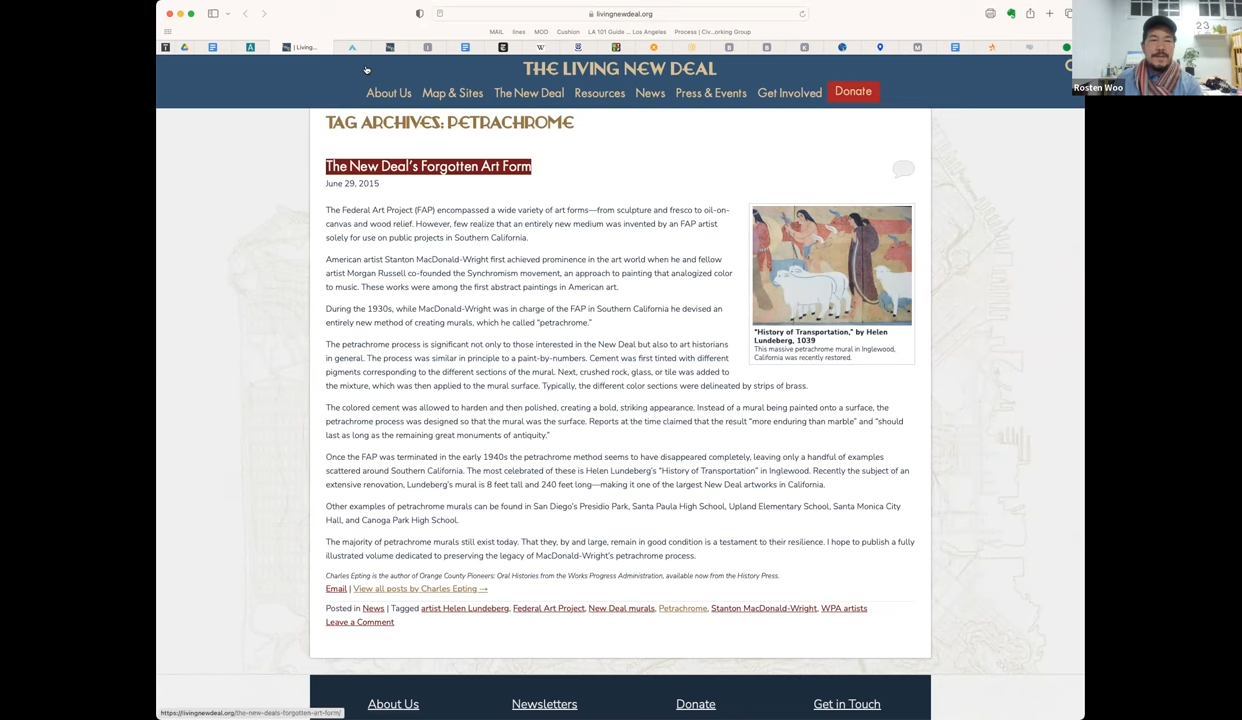 livingnewdeal.org
MAIL lines MOO Cushion LA 101 Guide ... Los Angeles Process | Civ...orking Group
| Living...
23
Rosten Woo
THE LIVING NEW DEAL
About Us Map & Sites The New Deal Resources News Press & Events Get Involved Donate
TAG ARCHIVES: PETRACHROME
The New Deal's Forgotten Art Form
June 29, 2015
The Federal Art Project (FAP) encompassed a wide variety of art forms—from sculpture and fresco to oil-on-
canvas and wood relief. However, few realize that an entirely new medium was invented by an FAP artist
solely for use on public projects in Southern California.
American artist Stanton MacDonald-Wright first achieved prominence in the art world when he and fellow
artist Morgan Russell co-founded the Synchromism movement, an approach to painting that analogized color
to music. These works were among the first abstract paintings in American art.
During the 1930s, while MacDonald-Wright was in charge of the FAP in Southern California he devised an
entirely new method of creating murals, which he called "petrachrome."
"History of Transportation," by Helen
Lundeberg, 1039
This massive petrachrome mural in Inglewood,
California was recently restored.
The petrachrome process is significant not only to those interested in the New Deal but also to art historians
in general. The process was similar in principle to a paint-by-numbers. Cement was first tinted with different
pigments corresponding to the different sections of the mural. Next, crushed rock, glass, or tile was added to
the mixture, which was then applied to the mural surface. Typically, the different color sections were delineated by strips of brass.
The colored cement was allowed to harden and then polished, creating a bold, striking appearance. Instead of a mural being painted onto a surface, the
petrachrome process was designed so that the mural was the surface. Reports at the time claimed that the result "more enduring than marble" and "should
last as long as the remaining great monuments of antiquity."
Once the FAP was terminated in the early 1940s the petrachrome method seems to have disappeared completely, leaving only a handful of examples
scattered around Southern California. The most celebrated of these is Helen Lundeberg's "History of Transportation" in Inglewood. Recently the subject of an
extensive renovation, Lundeberg's mural is 8 feet tall and 240 feet long—making it one of the largest New Deal artworks in California.
Other examples of petrachrome murals can be found in San Diego's Presidio Park, Santa Paula High School, Upland Elementary School, Santa Monica City
Hall, and Canoga Park High School.
The majority of petrachrome murals still exist today. That they, by and large, remain in good condition is a testament to their resilience. I hope to publish a fully
illustrated volume dedicated to preserving the legacy of MacDonald-Wright's petrachrome process.
Charles Epting is the author of Orange County Pioneers: Oral Histories from the Works Progress Administration, available now from the History Press.
Email | View all posts by Charles Epting →
Posted in News | Tagged artist Helen Lundeberg, Federal Art Project, New Deal murals, Petrachrome, Stanton MacDonald-Wright, WPA artists
Leave a Comment
About Us Newsletters Donate Get in Touch
https://livingnewdeal.org/the-new-deals-forgotten-art-form/